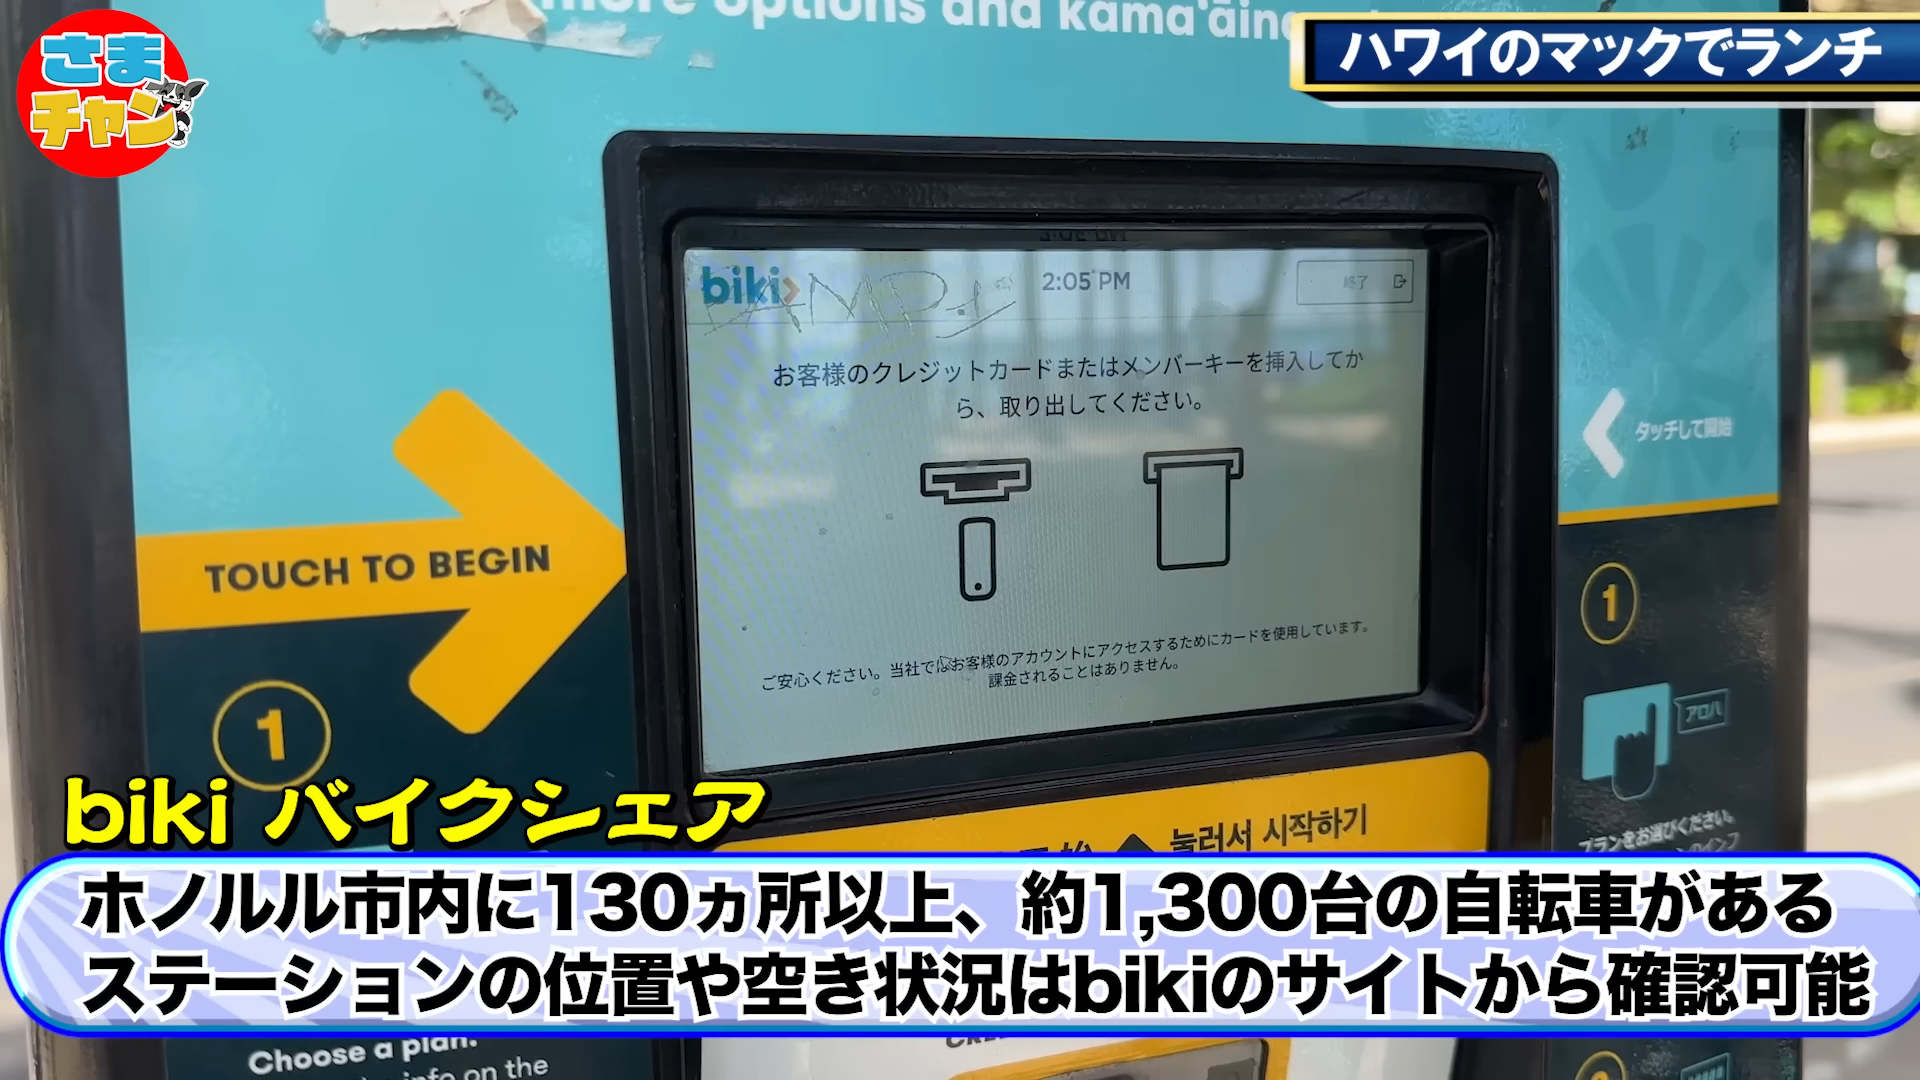 more options and kama'āina
さま
チャン
ハワイのマックでランチ
biki
2:05 PM
終了
お客様のクレジットカードまたはメンバーキーを挿入してか
ら、取り出してください。
タッチして開始
TOUCH TO BEGIN
ご安心ください。当社ではお客様のアカウントにアクセスするためにカードを使用しています。
課金されることはありません。
1
1
アロハ
눌러서 시작하기
プランをお選びください。
biki バイクシェア
ホノルル市内に130ヵ所以上、約1,300台の自転車がある
ステーションの位置や空き状況はbikiのサイトから確認可能
Choose a plan.
info on the